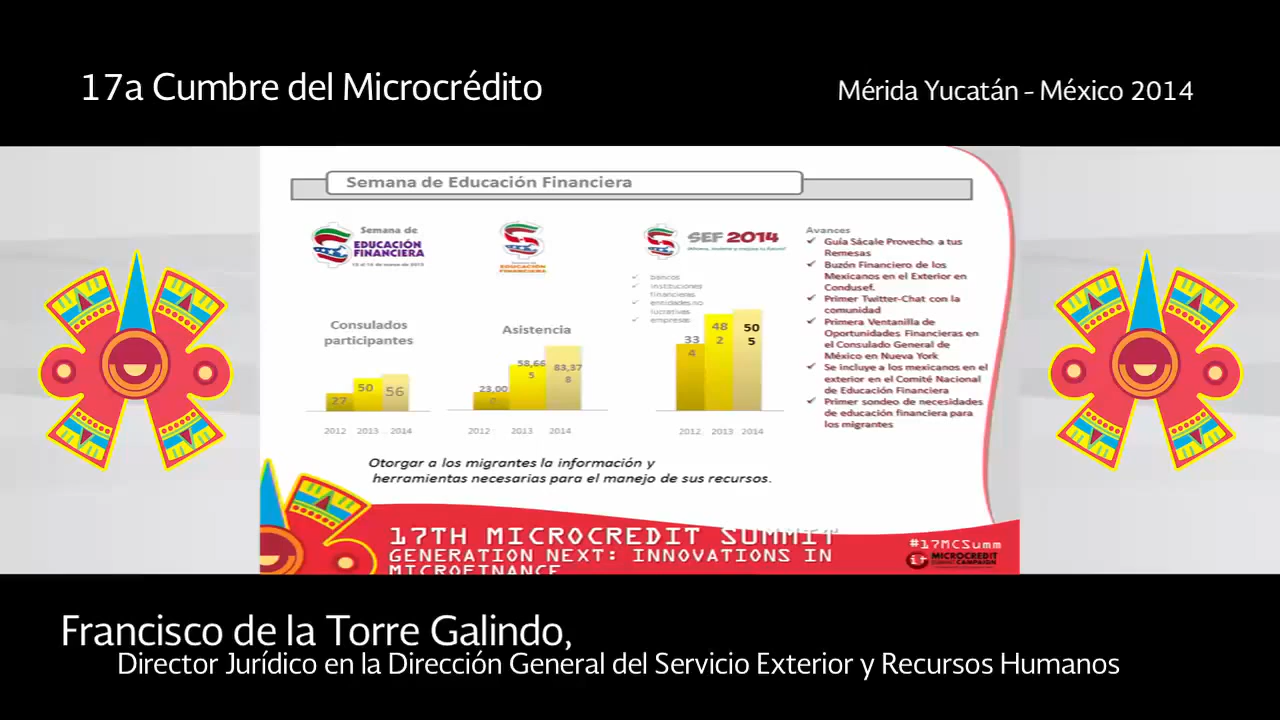 17a Cumbre del Microcrédito
Mérida Yucatán - México 2014
Semana de Educación Financiera
Semana de
EDUCACIÓN
FINANCIERA
EDUCACIÓN
FINANCIERA
SEF 2014
bancos
instituciones
financieras
entidades no
lucrativas
empresas
Consulados
participantes
27
50
56
2012
2013
2014
Asistencia
23,00
0
58,66
5
83,37
8
2012
2013
2014
33
4
48
2
50
5
2012
2013
2014
Avances
Guía Sácale Provecho a tus
Remesas
Buzón Financiero de los
Mexicanos en el Exterior en
Condusef.
Primer Twitter-Chat con la
comunidad
Primera Ventanilla de
Oportunidades Financieras en
el Consulado General de
México en Nueva York
Se incluye a los mexicanos en el
exterior en el Comité Nacional
de Educación Financiera
Primer sondeo de necesidades
de educación financiera para
los migrantes
Otorgar a los migrantes la información y
herramientas necesarias para el manejo de sus recursos.
17TH MICROCREDIT SUMMIT
GENERATION NEXT: INNOVATIONS IN
MICROFINANCE
#17MCSumm
it
MICROCREDIT
SUMMIT CAMPAIGN
Francisco de la Torre Galindo,
Director Jurídico en la Dirección General del Servicio Exterior y Recursos Humanos